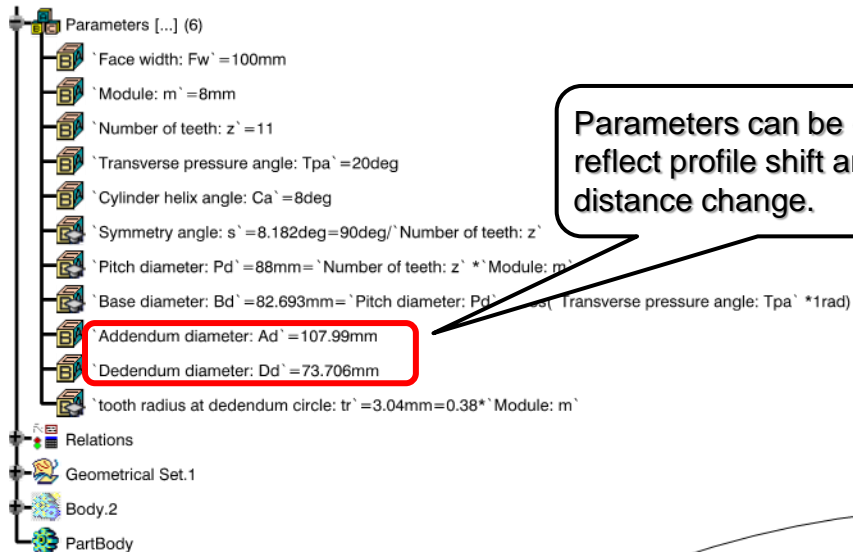 Parameters [...] (6)
`Face width: Fw`=100mm
`Module: m`=8mm
`Number of teeth: z`=11
`Transverse pressure angle: Tpa`=20deg
`Cylinder helix angle: Ca`=8deg
`Symmetry angle: s`=8.182deg=90deg/`Number of teeth: z`
`Pitch diameter: Pd`=88mm=`Number of teeth: z` *`Module: m`
`Base diameter: Bd`=82.693mm=`Pitch diameter: Pd` Transverse pressure angle: Tpa` *1rad)
`Addendum diameter: Ad`=107.99mm
`Dedendum diameter: Dd`=73.706mm
`tooth radius at dedendum circle: tr`=3.04mm=0.38*`Module: m`
Relations
Geometrical Set.1
Body.2
PartBody
Parameters can be
reflect profile shift
distance change.